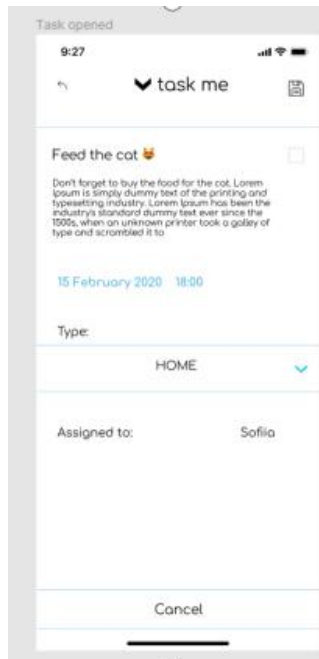 Task opened
9:27
task me
Feed the cat 😻
Don't forget to buy the food for the cat. Lorem
Ipsum is simply dummy text of the printing and
typesetting industry. Lorem Ipsum has been the
industry's standard dummy text ever since the
1500s, when an unknown printer took a galley of
type and scrambled it to
15 February 2020 18:00
Type:
HOME
Assigned to: Sofiia
Cancel